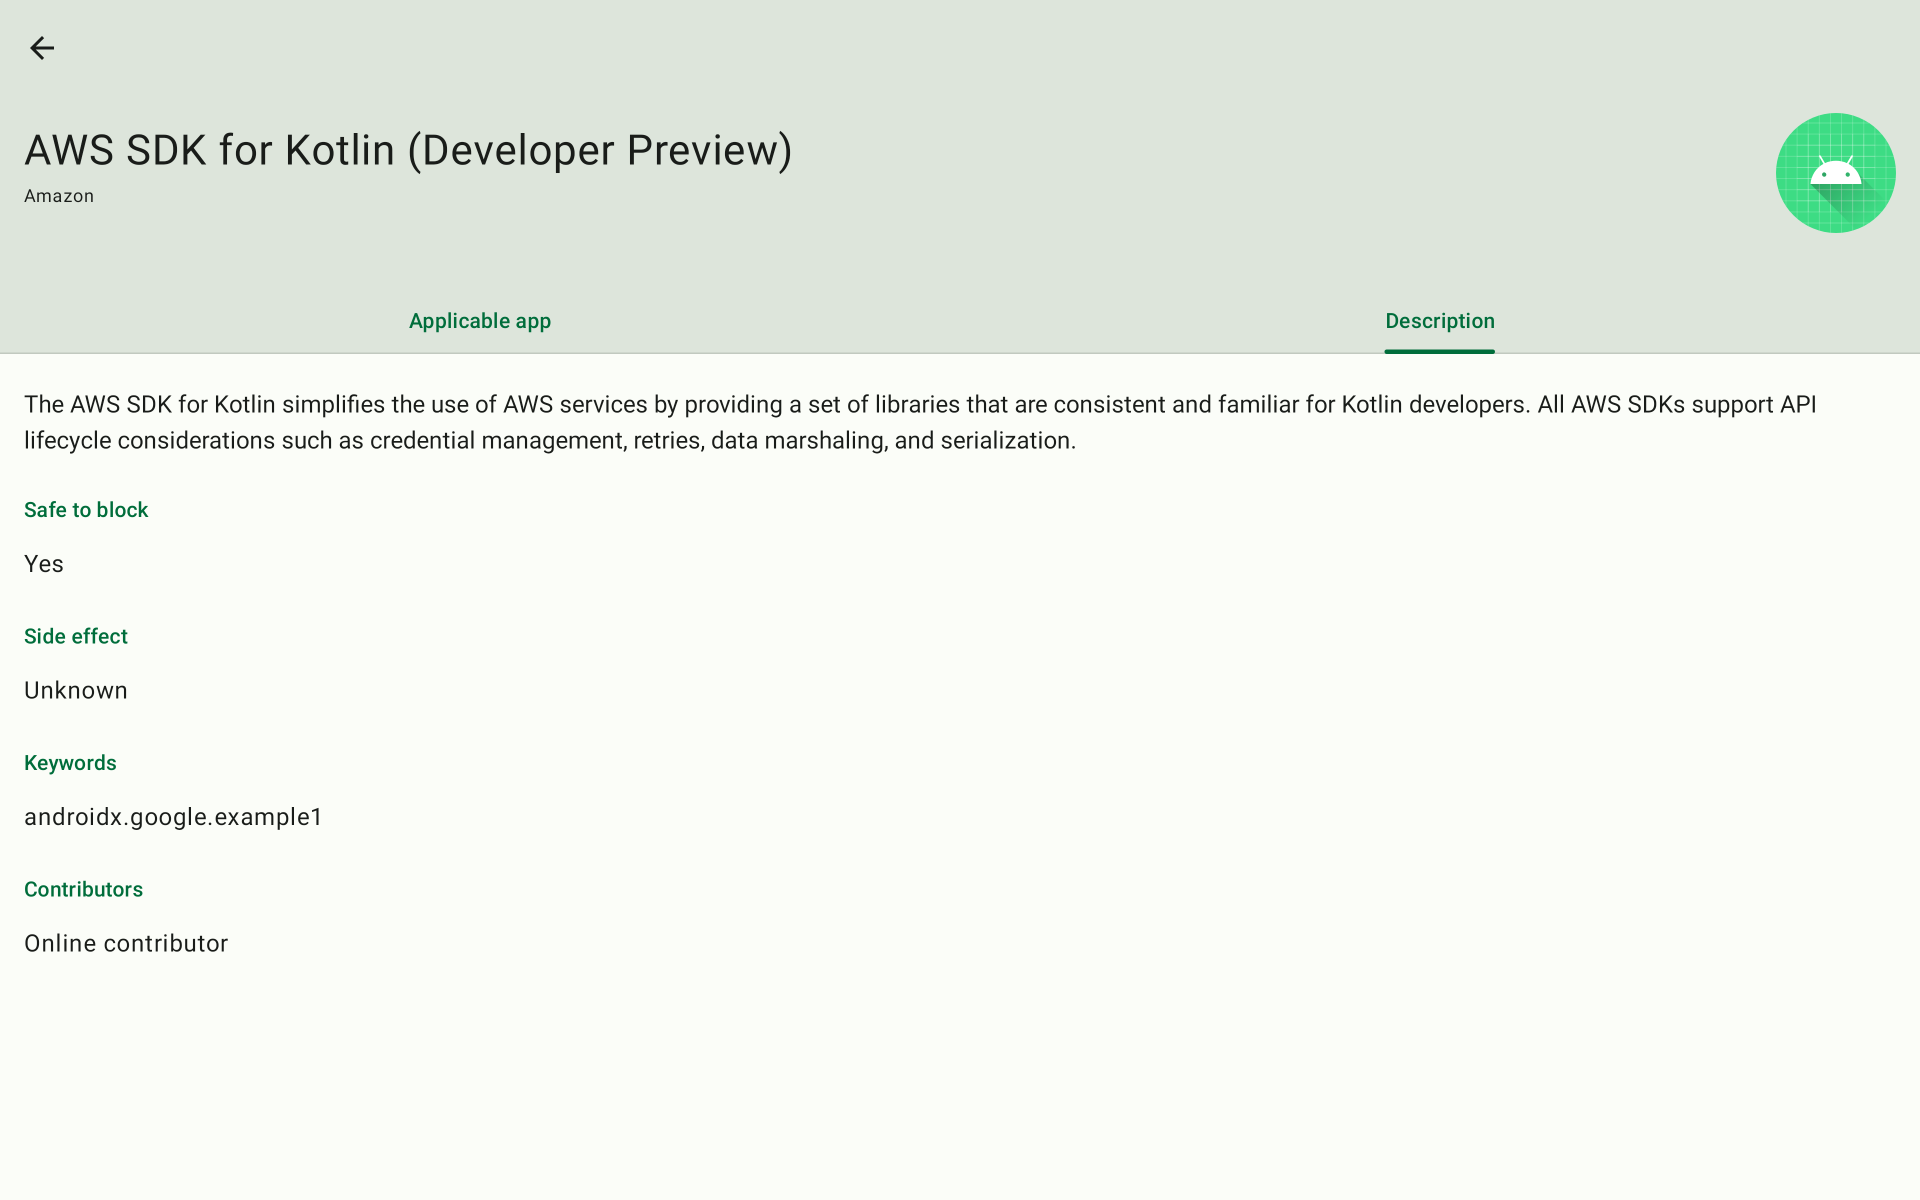 AWS SDK for Kotlin (Developer Preview)
Amazon
Applicable app
Description
The AWS SDK for Kotlin simplifies the use of AWS services by providing a set of libraries that are consistent and familiar for Kotlin developers. All AWS SDKs support API
lifecycle considerations such as credential management, retries, data marshaling, and serialization.
Safe to block
Yes
Side effect
Unknown
Keywords
androidx.google.example1
Contributors
Online contributor